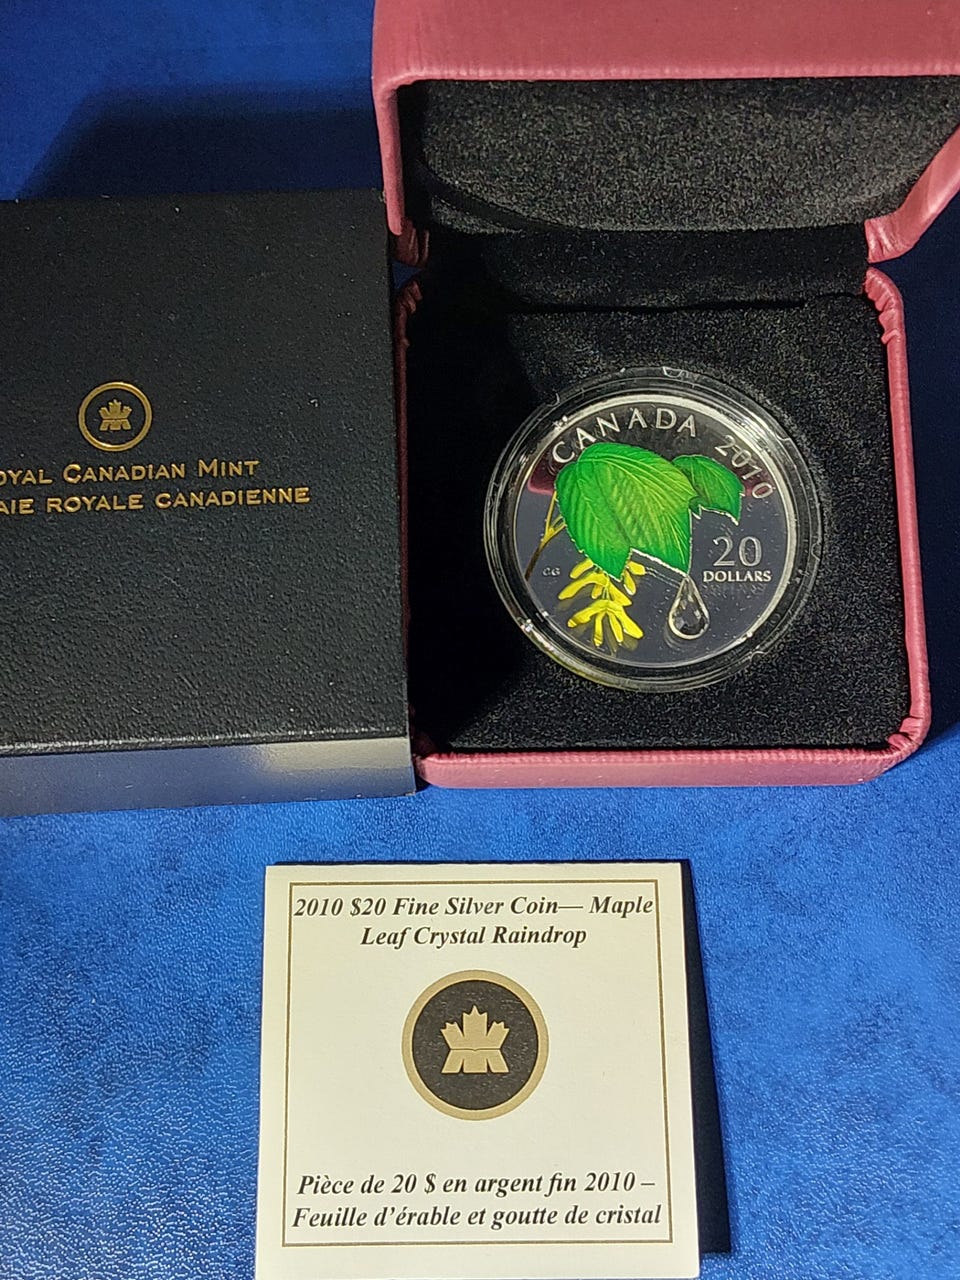 OYAL CANADIAN MINT
AIE ROYALE CANADIENNE
CANADA 2010
20
DOLLARS
CG
2010 $20 Fine Silver Coin— Maple
Leaf Crystal Raindrop
Pièce de 20 $ en argent fin 2010 –
Feuille d'érable et goutte de cristal